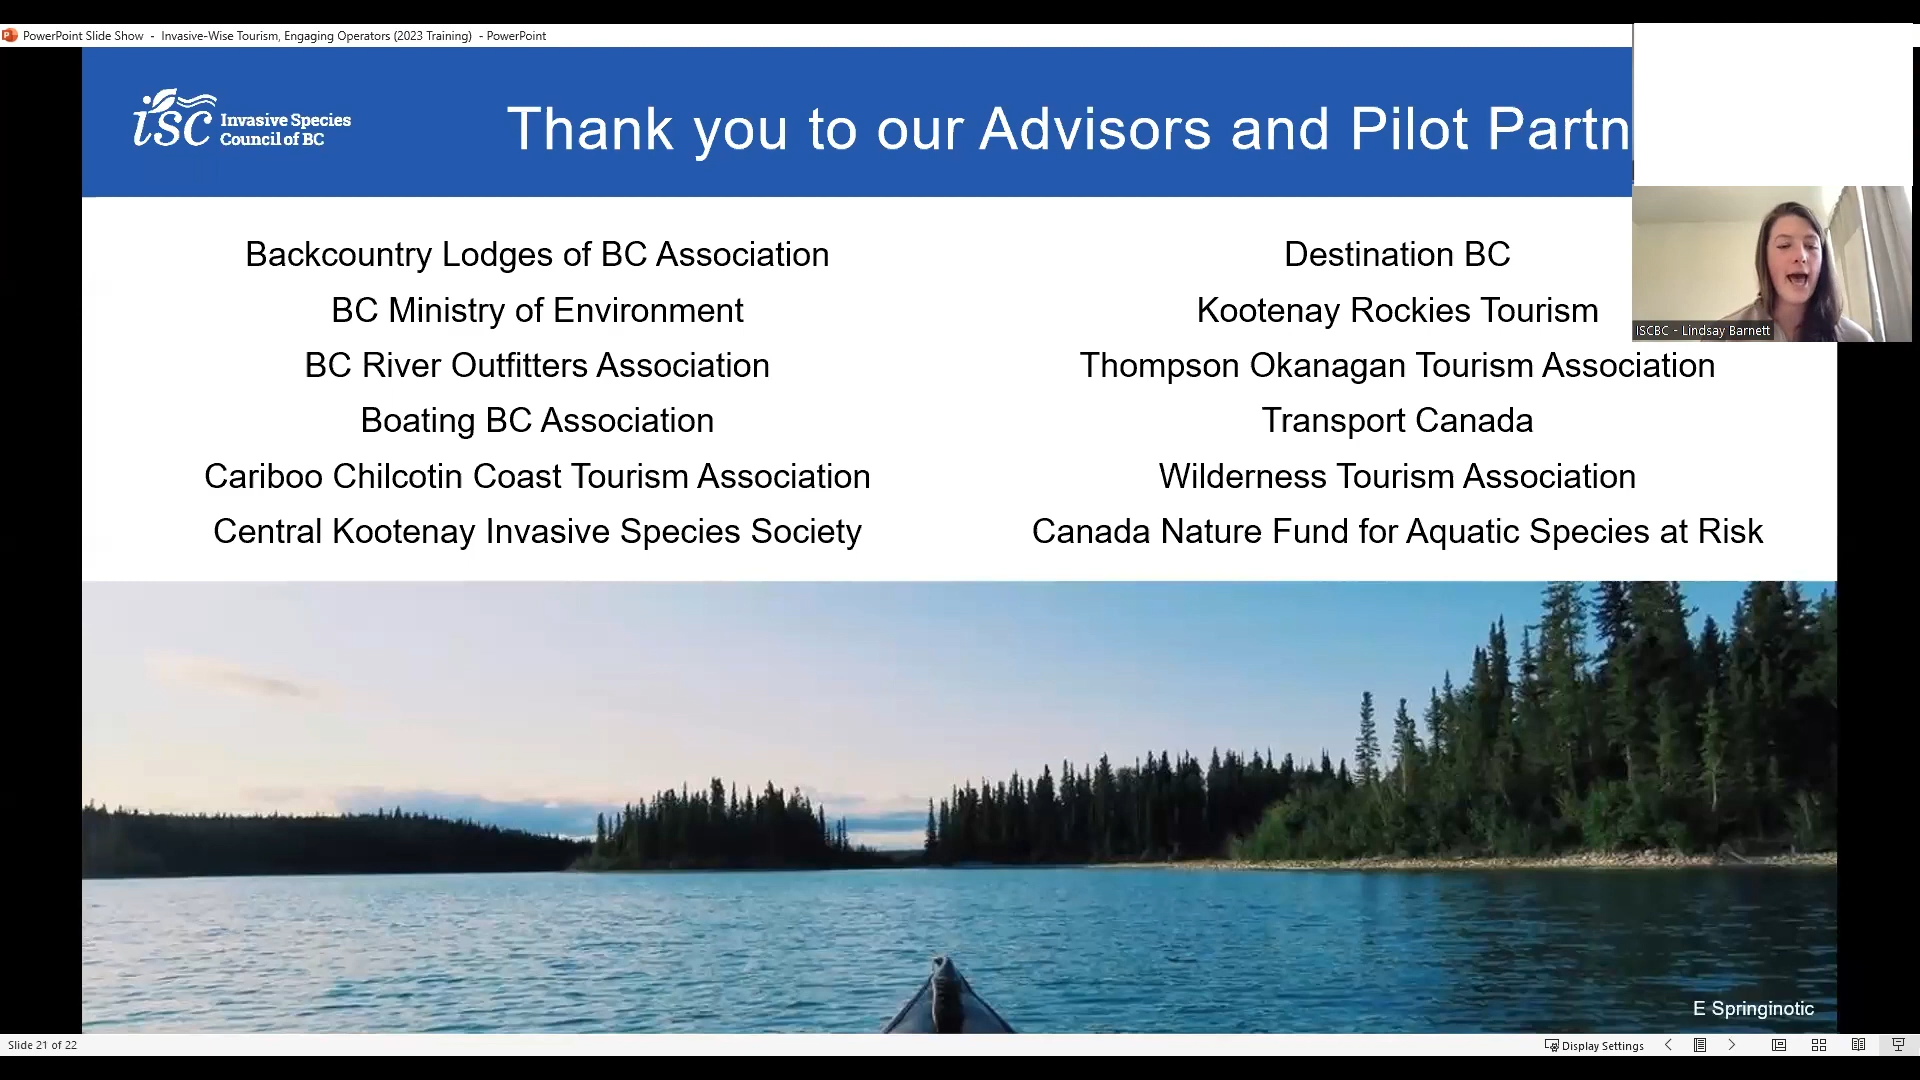 PowerPoint Slide Show - Invasive-Wise Tourism, Engaging Operators (2023 Training) - PowerPoint
isc Invasive Species
Council of BC
Thank you to our Advisors and Pilot Partn
Backcountry Lodges of BC Association
BC Ministry of Environment
BC River Outfitters Association
Boating BC Association
Cariboo Chilcotin Coast Tourism Association
Central Kootenay Invasive Species Society
Destination BC
Kootenay Rockies Tourism
Thompson Okanagan Tourism Association
Transport Canada
Wilderness Tourism Association
Canada Nature Fund for Aquatic Species at Risk
ISCBC - Lindsay Barnett
E Springinotic
Slide 21 of 22
Display Settings